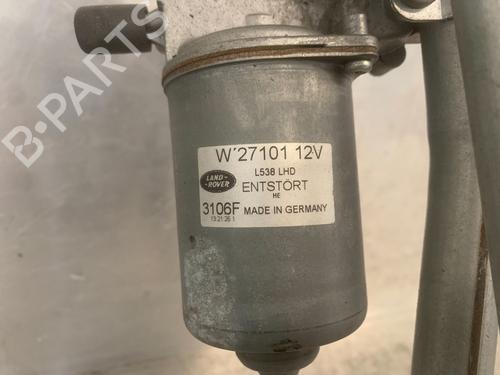 B-PARTS
W'27101 12V
L538 LHD
LAND-
ROVER
ENTSTÖRT
HE
3106F MADE IN GERMANY